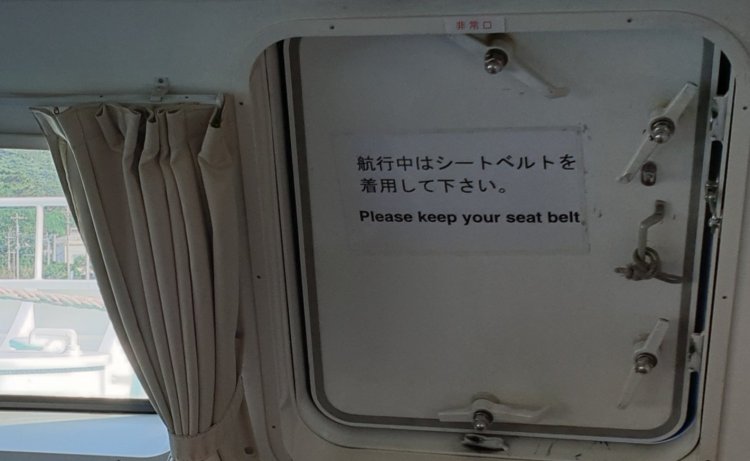 非常口
航行中はシートベルトを
着用して下さい。
Please keep your seat belt